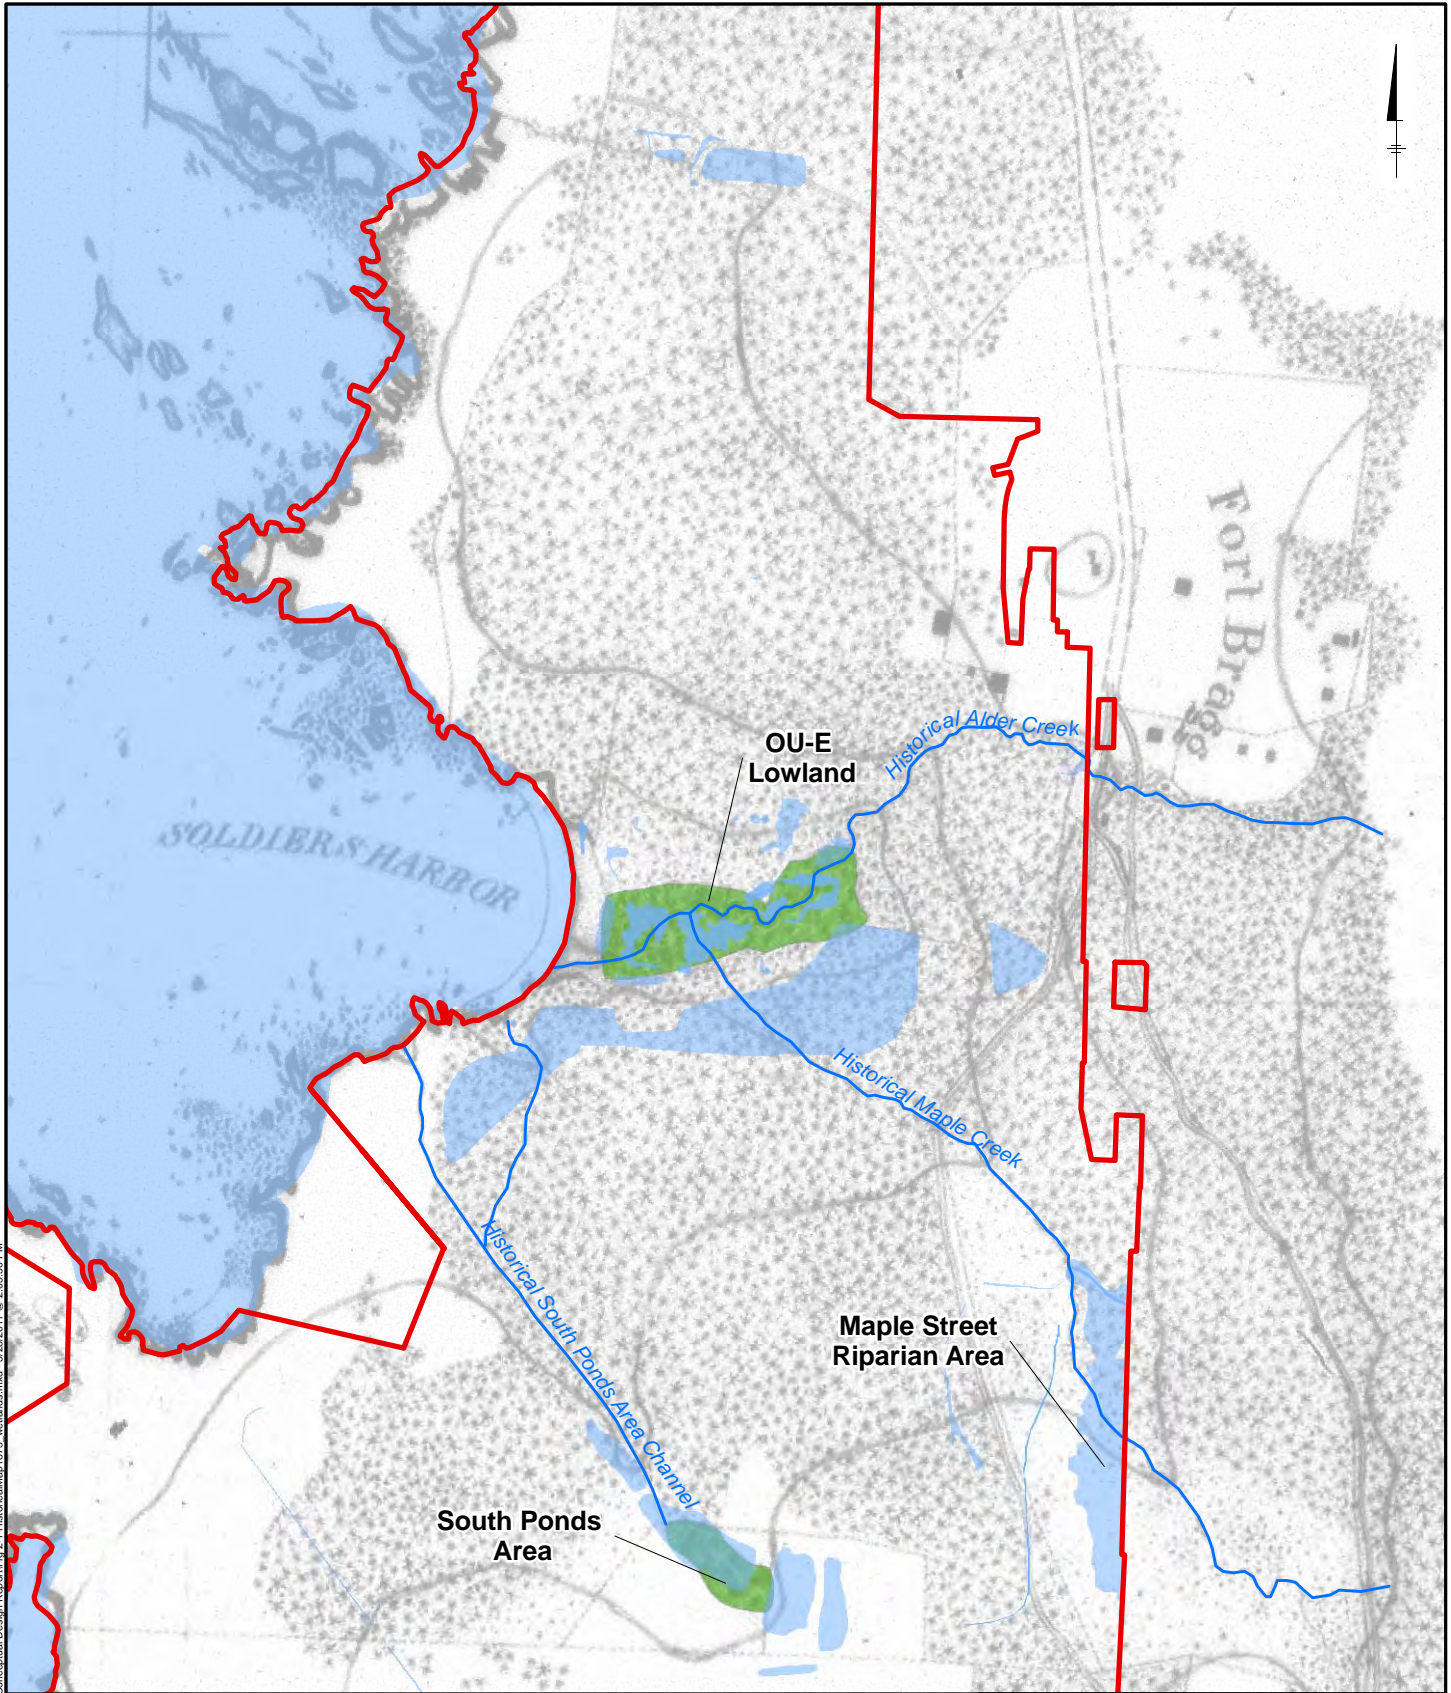 Fort Bragg
Historical Alder Creek
OU-E
Lowland
SOLDIERS HARBOR
Historical Maple Creek
Historical South Ponds Area Channel
Maple Street
Riparian Area
South Ponds
Area